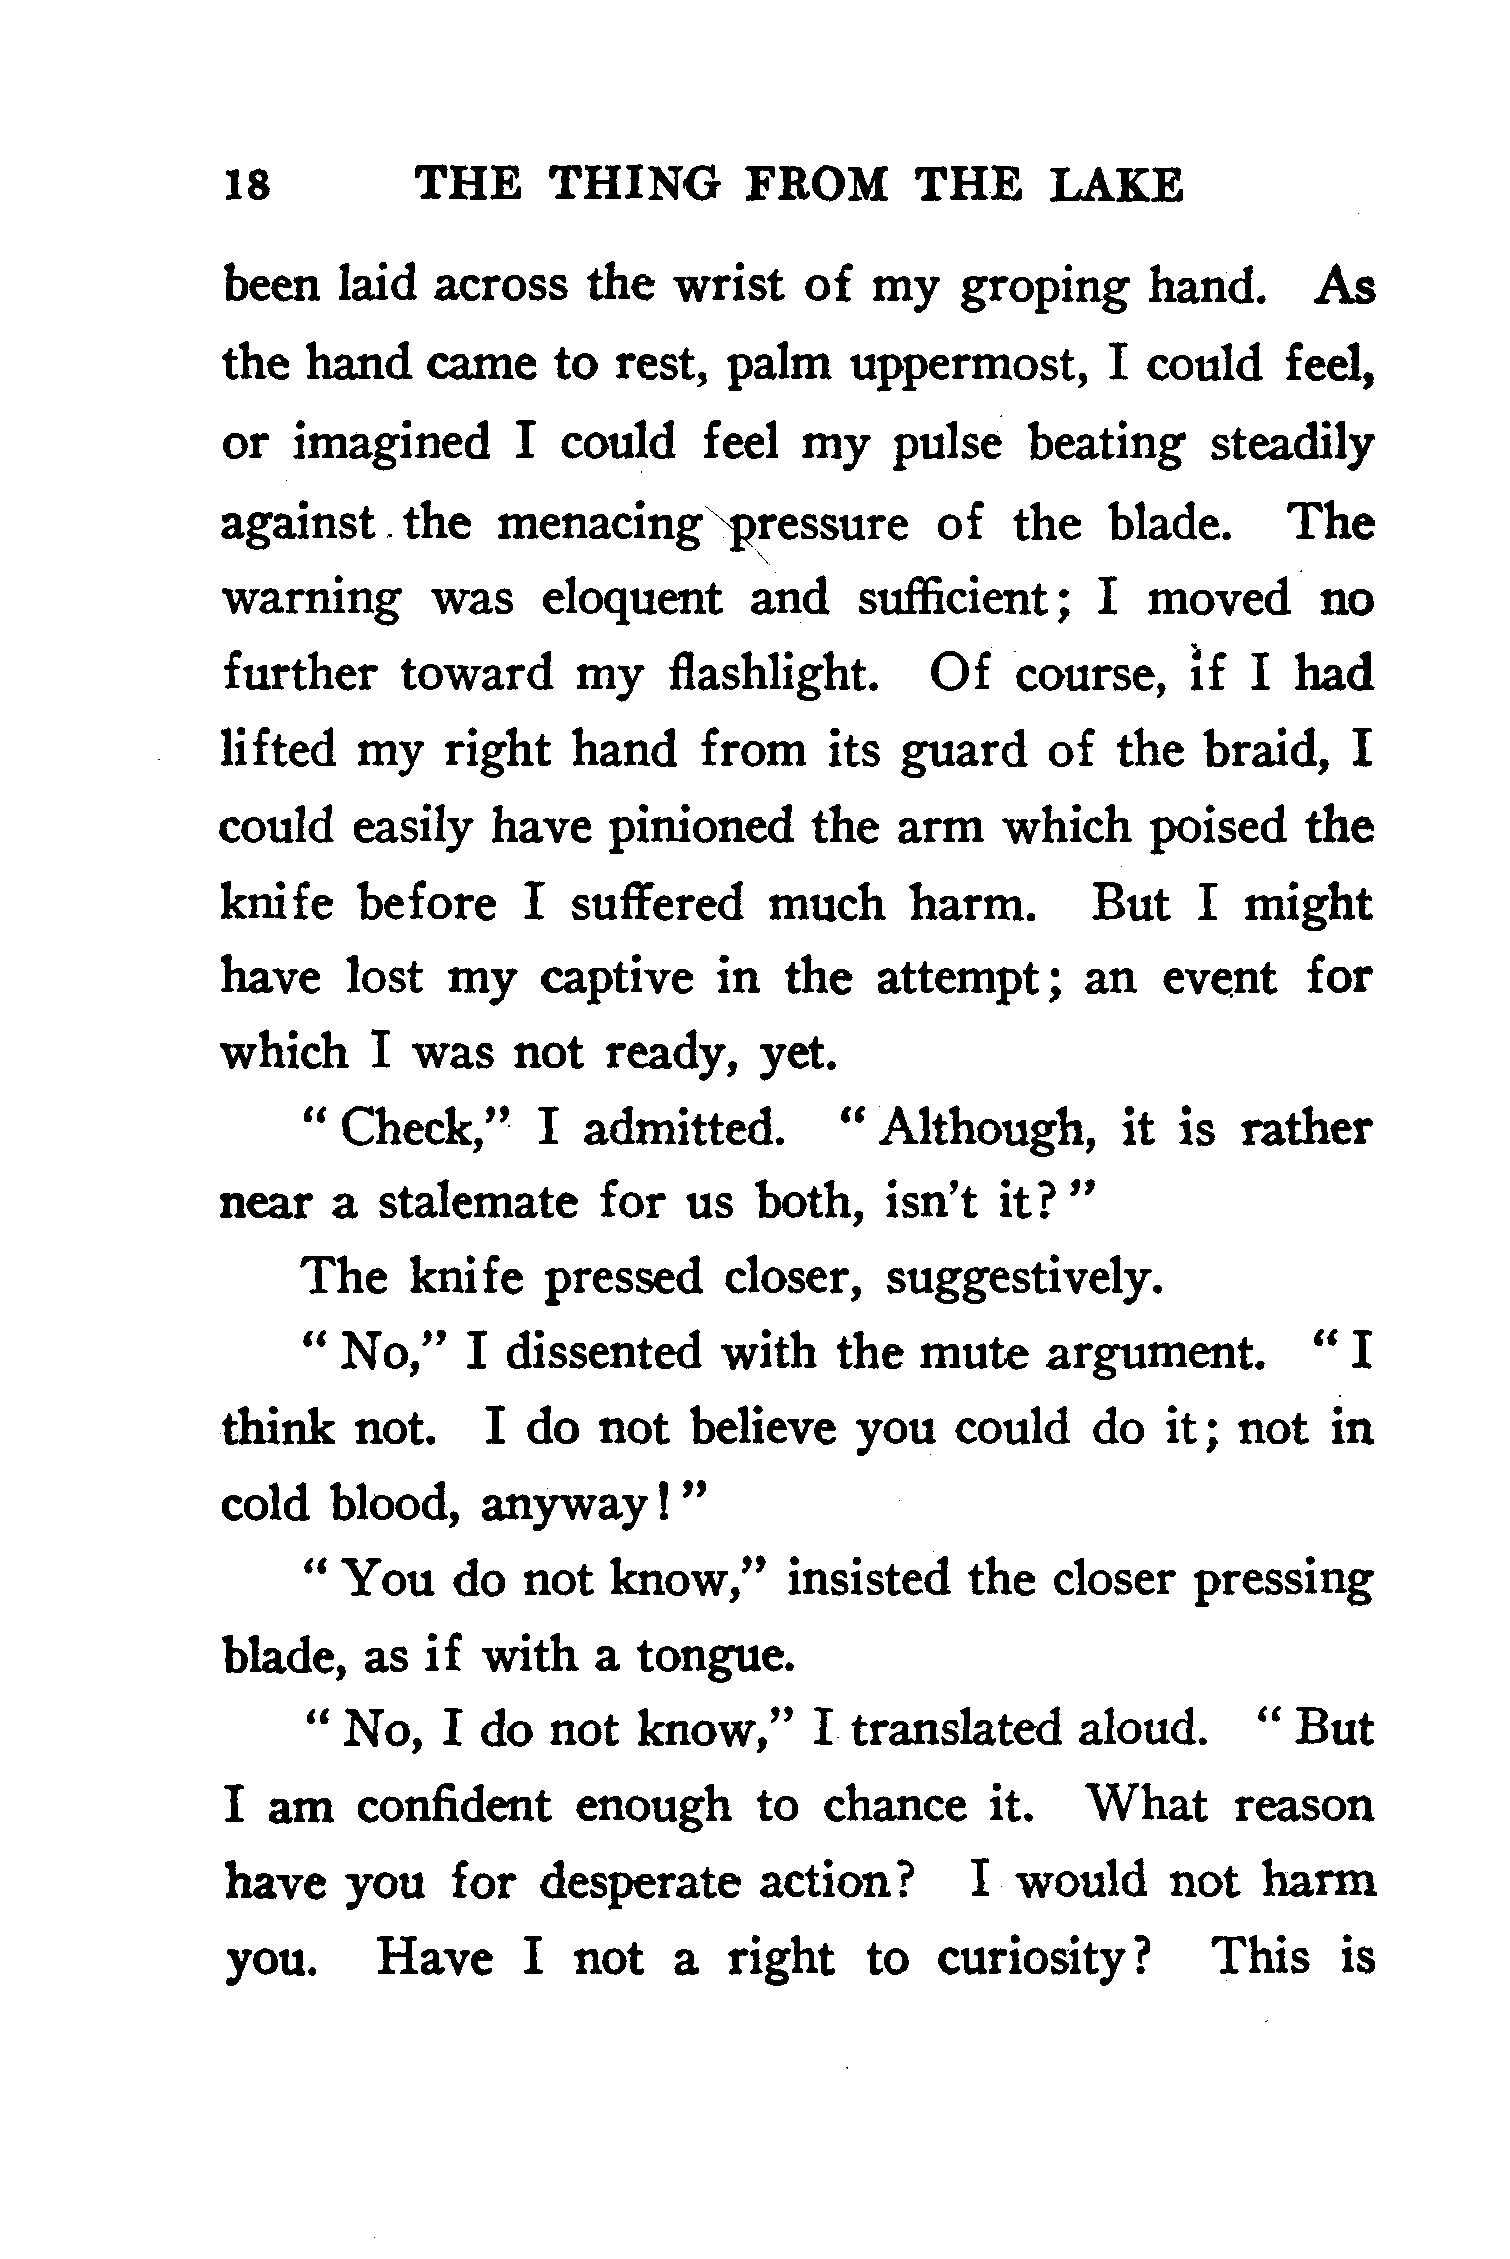 18 THE THING FROM THE LAKE
been laid across the wrist of my groping hand. As
the hand came to rest, palm uppermost, I could feel,
or imagined I could feel my pulse beating steadily
against the menacing pressure of the blade. The
warning was eloquent and sufficient; I moved no
further toward my flashlight. Of course, if I had
lifted my right hand from its guard of the braid, I
could easily have pinioned the arm which poised the
knife before I suffered much harm. But I might
have lost my captive in the attempt; an event for
which I was not ready, yet.
“ Check,” I admitted. “ Although, it is rather
near a stalemate for us both, isn’t it? ”
The knife pressed closer, suggestively.
“ No,” I dissented with the mute argument. “ I
think not. I do not believe you could do it; not in
cold blood, anyway! ”
“ You do not know,” insisted the closer pressing
blade, as if with a tongue.
“ No, I do not know,” I translated aloud. “ But
I am confident enough to chance it. What reason
have you for desperate action? I would not harm
you. Have I not a right to curiosity? This is